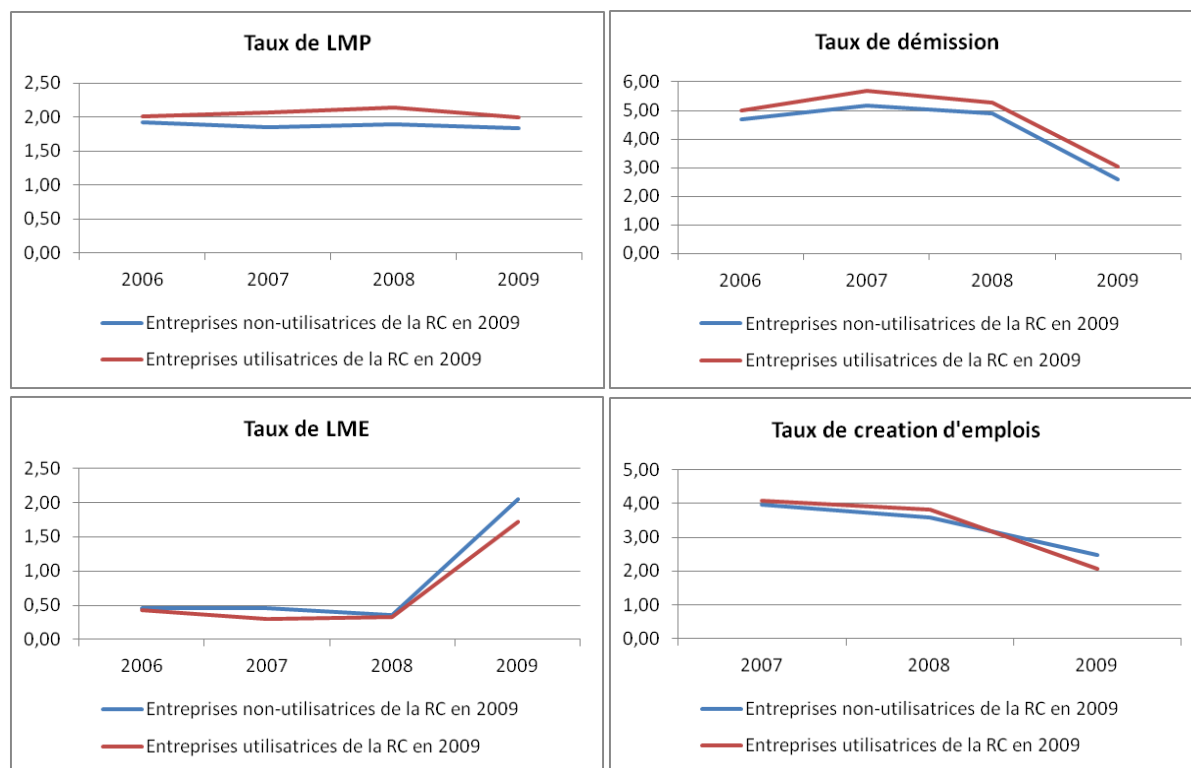 Taux de LMP
2,50
2,00
1,50
1,00
0,50
0,00
2006 2007 2008 2009
Entreprises non-utilisatrices de la RC en 2009
Entreprises utilisatrices de la RC en 2009
Taux de démission
6,00
5,00
4,00
3,00
2,00
1,00
0,00
2006 2007 2008 2009
Entreprises non-utilisatrices de la RC en 2009
Entreprises utilisatrices de la RC en 2009
Taux de LME
2,50
2,00
1,50
1,00
0,50
0,00
2006 2007 2008 2009
Entreprises non-utilisatrices de la RC en 2009
Entreprises utilisatrices de la RC en 2009
Taux de creation d'emplois
5,00
4,00
3,00
2,00
1,00
0,00
2007 2008 2009
Entreprises non-utilisatrices de la RC en 2009
Entreprises utilisatrices de la RC en 2009